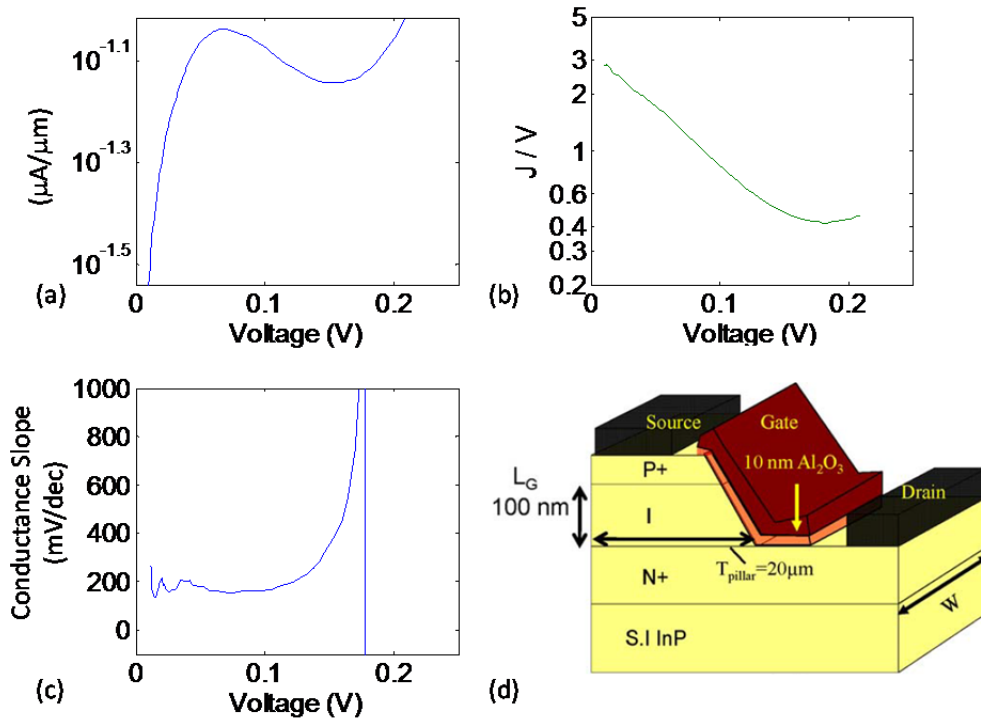 10^-1.1
10^-1.3
10^-1.5
(μA/μm)
0
0.1
0.2
Voltage (V)
(a)
5
3
2
1
0.6
0.4
0.3
0.2
J / V
0
0.1
0.2
Voltage (V)
(b)
1000
800
600
400
200
0
Conductance Slope
(mV/dec)
0
0.1
0.2
Voltage (V)
(c)
Source
Gate
10 nm Al₂O₃
Drain
P+
L_G
100 nm
I
T_pillar=20μm
N+
W
S.I InP
(d)